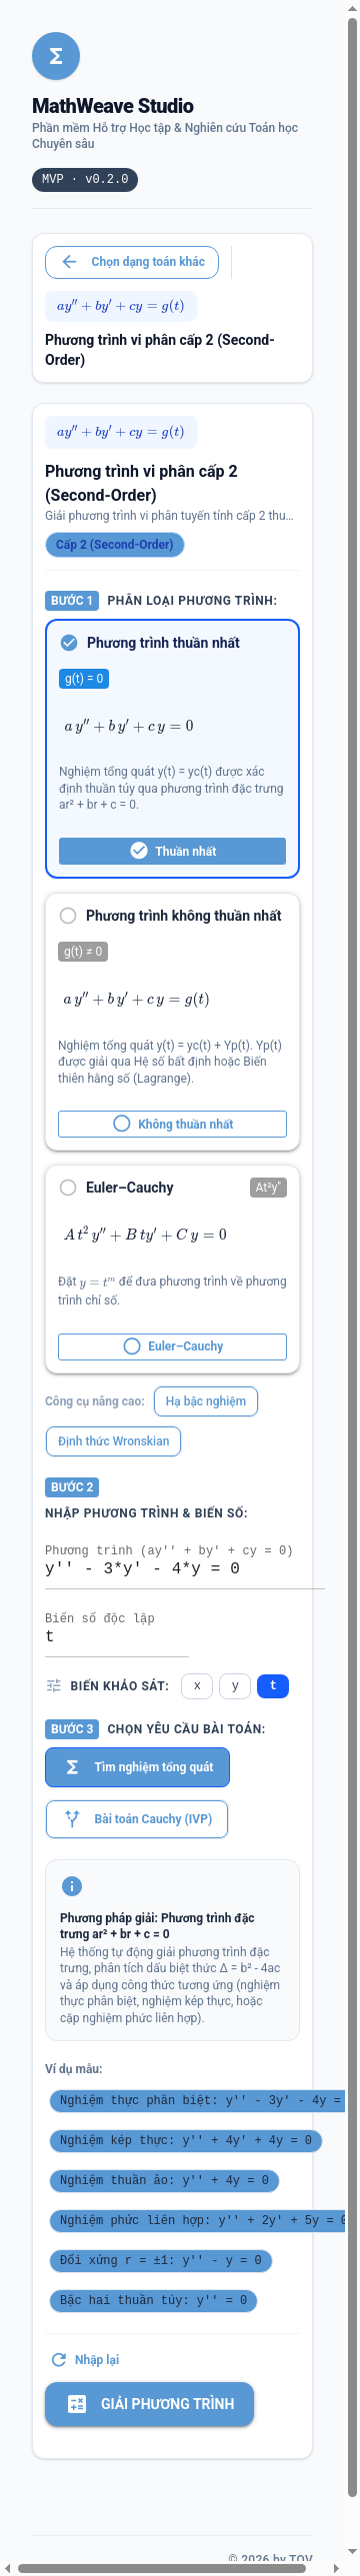 Σ
MathWeave Studio
Phần mềm Hỗ trợ Học tập & Nghiên cứu Toán học
Chuyên sâu
MVP · v0.2.0
Chọn dạng toán khác
ay′′ + by′ + cy = g(t)
Phương trình vi phân cấp 2 (Second-
Order)
ay′′ + by′ + cy = g(t)
Phương trình vi phân cấp 2
(Second-Order)
Giải phương trình vi phân tuyến tính cấp 2 thu...
Cấp 2 (Second-Order)
BƯỚC 1 PHÂN LOẠI PHƯƠNG TRÌNH:
Phương trình thuần nhất
g(t) = 0
a y′′ + b y′ + c y = 0
Nghiệm tổng quát y(t) = yc(t) được xác
định thuần túy qua phương trình đặc trưng
ar² + br + c = 0.
Thuần nhất
Phương trình không thuần nhất
g(t) ≠ 0
a y′′ + b y′ + c y = g(t)
Nghiệm tổng quát y(t) = yc(t) + Yp(t). Yp(t)
được giải qua Hệ số bất định hoặc Biến
thiên hằng số (Lagrange).
Không thuần nhất
Euler–Cauchy At²y"
A t² y′′ + B ty′ + C y = 0
Đặt y = tᵐ để đưa phương trình về phương
trình chỉ số.
Euler–Cauchy
Công cụ nâng cao: Hạ bậc nghiệm
Định thức Wronskian
BƯỚC 2
NHẬP PHƯƠNG TRÌNH & BIẾN SỐ:
Phương trình (ay'' + by' + cy = 0)
y'' - 3*y' - 4*y = 0
Biến số độc lập
t
BIẾN KHẢO SÁT: x y t
BƯỚC 3 CHỌN YÊU CẦU BÀI TOÁN:
Σ Tìm nghiệm tổng quát
Bài toán Cauchy (IVP)
Phương pháp giải: Phương trình đặc
trưng ar² + br + c = 0
Hệ thống tự động giải phương trình đặc
trưng, phân tích dấu biệt thức Δ = b² - 4ac
và áp dụng công thức tương ứng (nghiệm
thực phân biệt, nghiệm kép thực, hoặc
cặp nghiệm phức liên hợp).
Ví dụ mẫu:
Nghiệm thực phân biệt: y'' - 3y' - 4y =
Nghiệm kép thực: y'' + 4y' + 4y = 0
Nghiệm thuần ảo: y'' + 4y = 0
Nghiệm phức liên hợp: y'' + 2y' + 5y = 0
Đối xứng r = ±1: y'' - y = 0
Bậc hai thuần túy: y'' = 0
Nhập lại
GIẢI PHƯƠNG TRÌNH
© 2026 by TOV